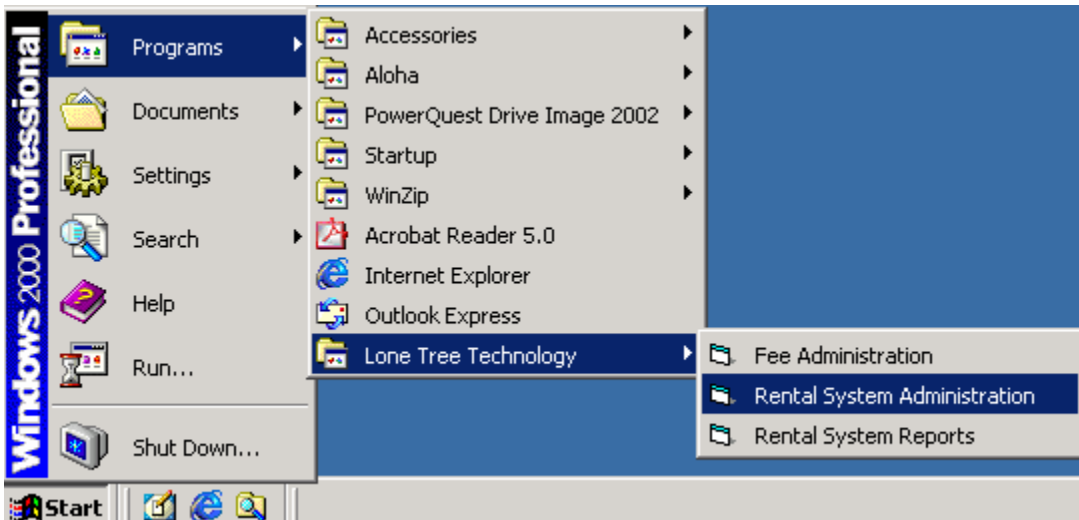 Windows 2000 Professional
Programs
Documents
Settings
Search
Help
Run...
Shut Down...
Start
Accessories
Aloha
PowerQuest Drive Image 2002
Startup
WinZip
Acrobat Reader 5.0
Internet Explorer
Outlook Express
Lone Tree Technology
Fee Administration
Rental System Administration
Rental System Reports